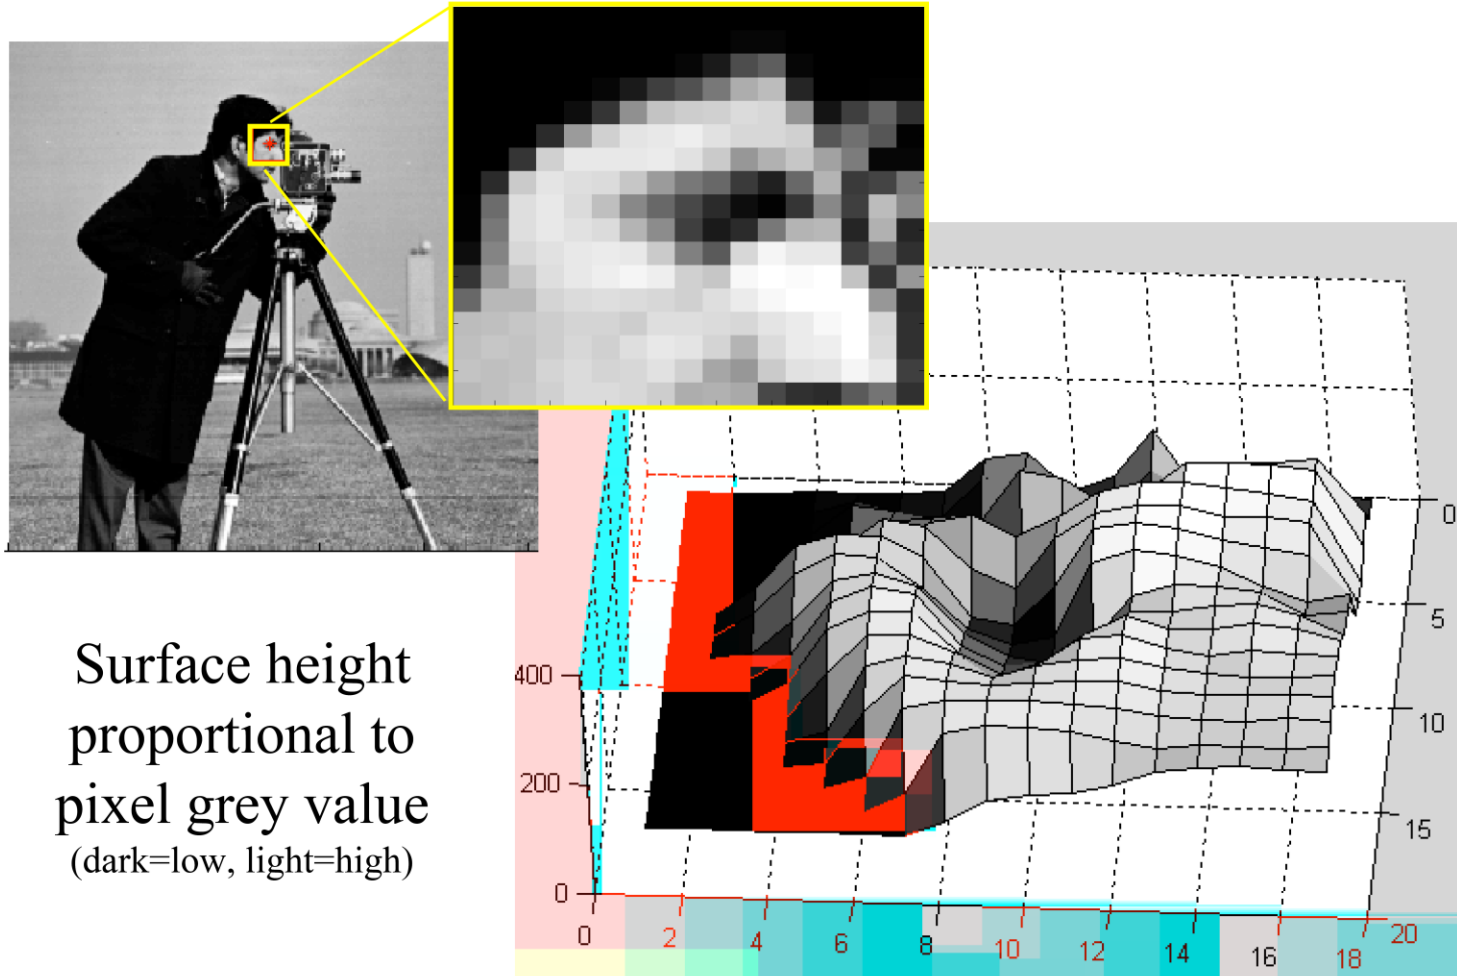 Surface height
proportional to
pixel grey value
(dark=low, light=high)
400
200
0
0 2 4 6 8 10 12 14 16 18 20
0
5
10
15